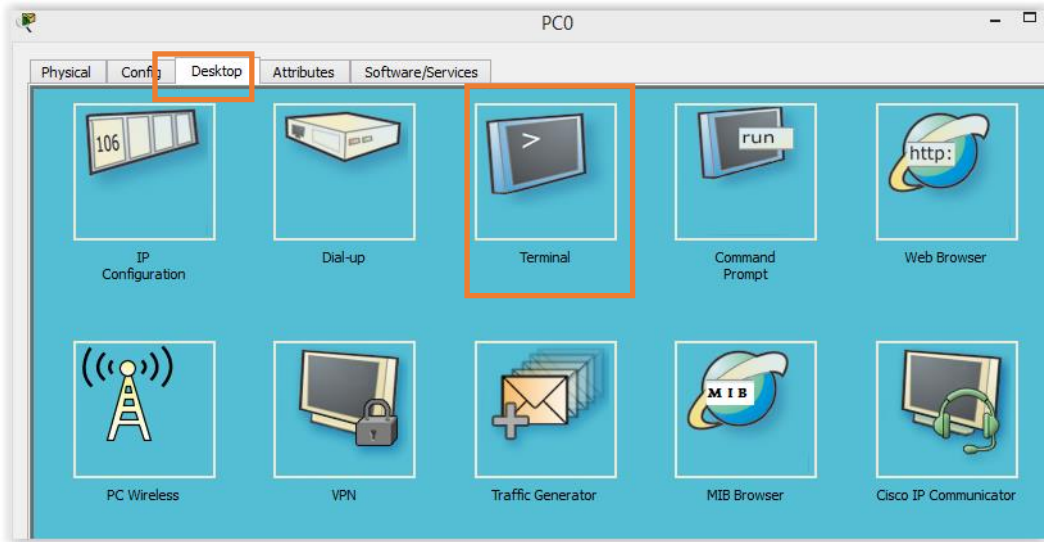 PC0
Physical Config Desktop Attributes Software/Services
106
>
run
http:
IP
Configuration
Dial-up
Terminal
Command
Prompt
Web Browser
MIB
PC Wireless
VPN
Traffic Generator
MIB Browser
Cisco IP Communicator